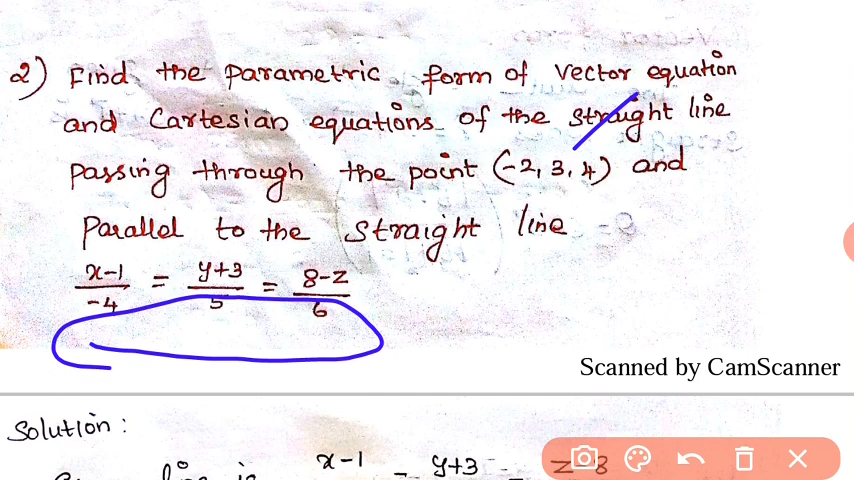 2) Find the parametric form of vector equation
and Cartesian equations of the straight line
passing through the point (-2, 3, 4) and
Parallel to the straight line
x-1/-4 = y+3/5 = 8-z/6
Scanned by CamScanner
Solution:
x-1 = y+3 = z-8